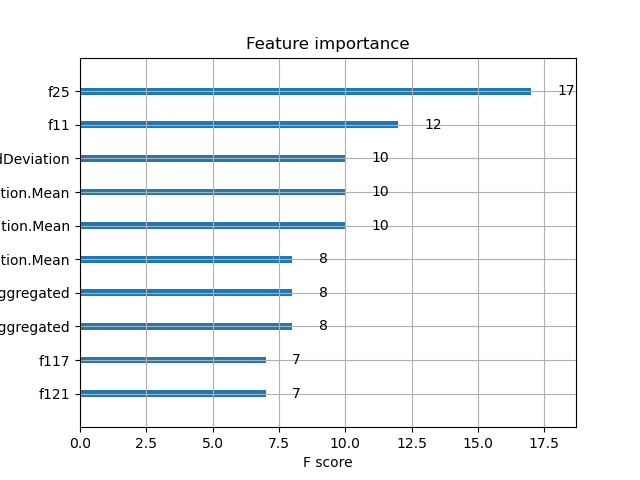 Feature importance
f25 17
f11 12
dDeviation 10
tion.Mean 10
tion.Mean 10
tion.Mean 8
ggregated 8
ggregated 8
f117 7
f121 7
0.0 2.5 5.0 7.5 10.0 12.5 15.0 17.5
F score